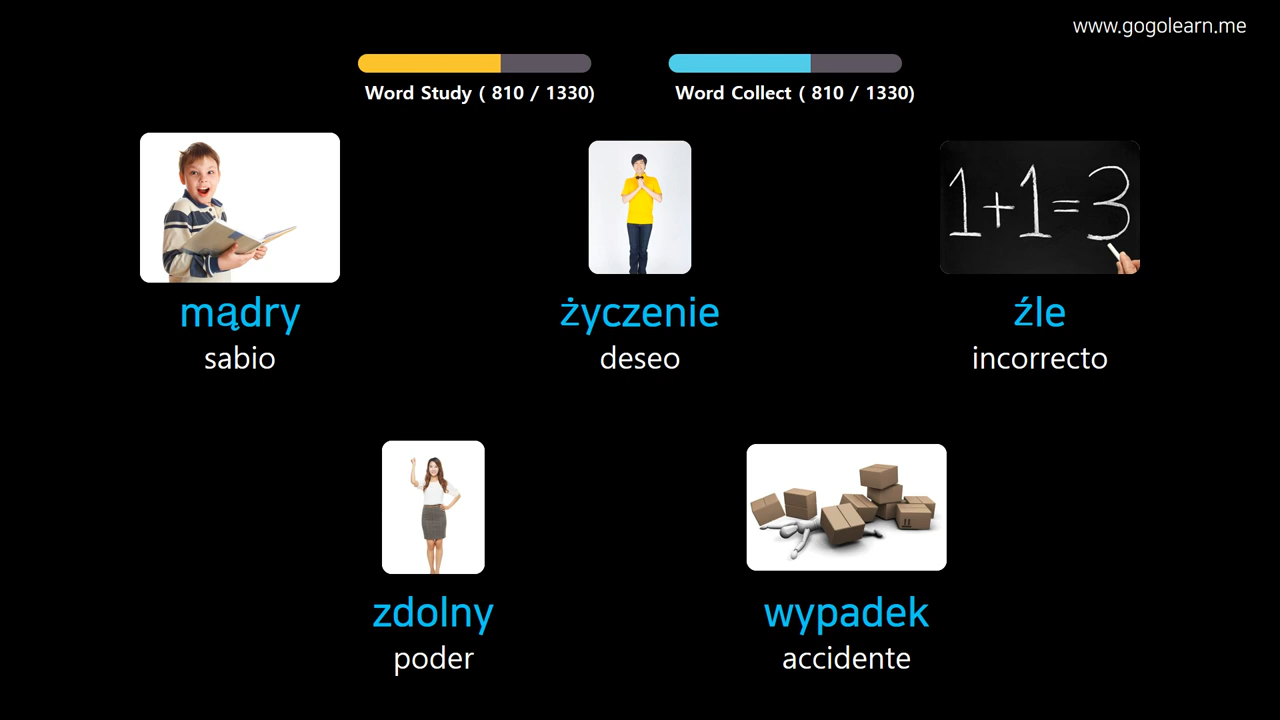 www.gogolearn.me
Word Study ( 810 / 1330)
Word Collect ( 810 / 1330)
1+1=3
mądry
życzenie
źle
sabio
deseo
incorrecto
zdolny
wypadek
poder
accidente